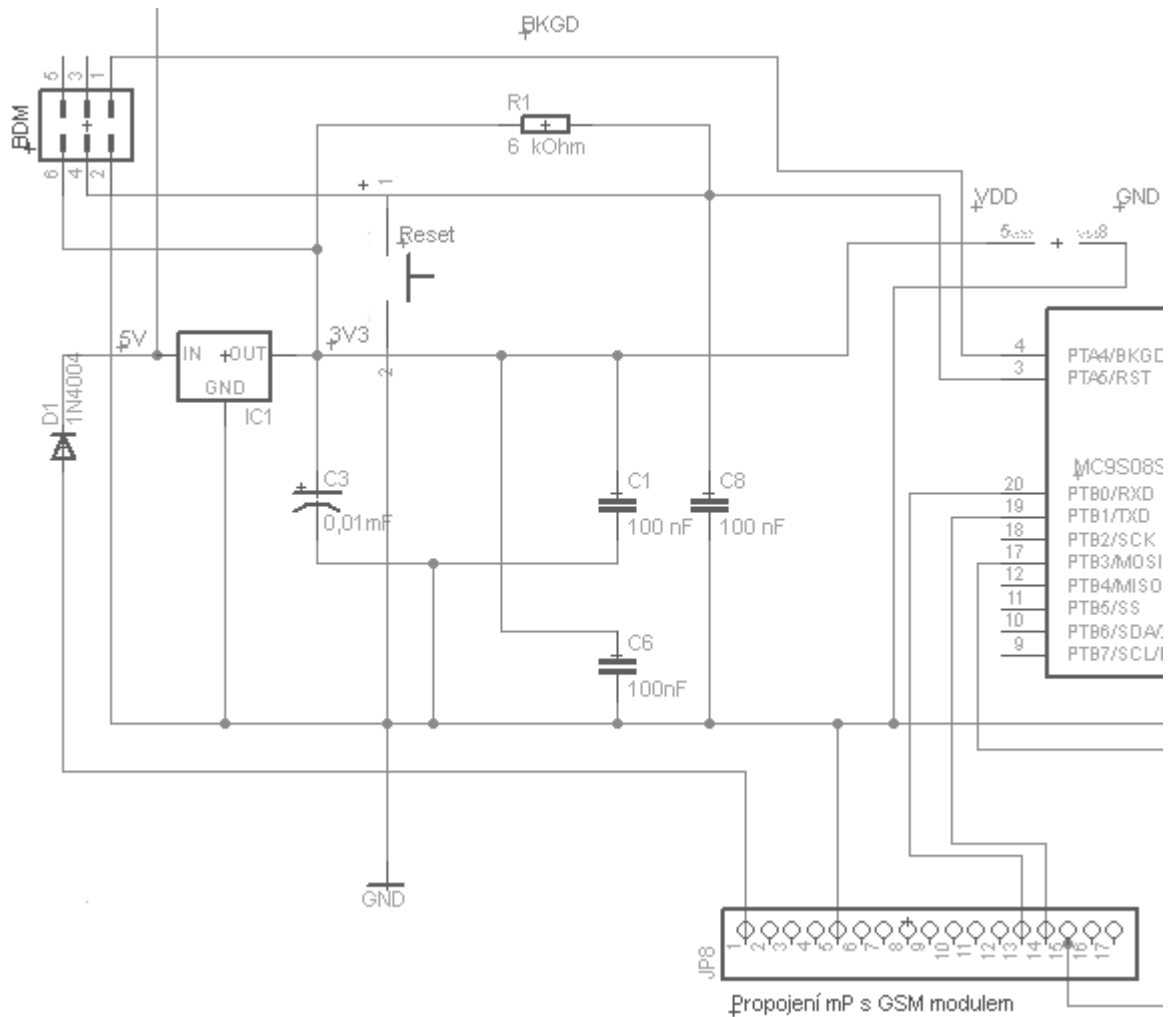 BKGD
5
3
1
BDM
6
4
2
R1
6 kOhm
1
Reset
VDD
GND
5
8
5V
3V3
IN
OUT
GND
IC1
2
D1
1N4004
4
PTA4/BKGD
3
PTA5/RST
MC9S08S
C3
0,01mF
C1
100 nF
C8
100 nF
20
PTB0/RXD
19
PTB1/TXD
18
PTB2/SCK
17
PTB3/MOSI
12
PTB4/MISO
11
PTB5/SS
10
PTB6/SDA/
9
PTB7/SCL/
C6
100nF
GND
JP8
1
2
3
4
5
6
7
8
9
10
11
12
13
14
15
16
17
Propojení mP s GSM modulem